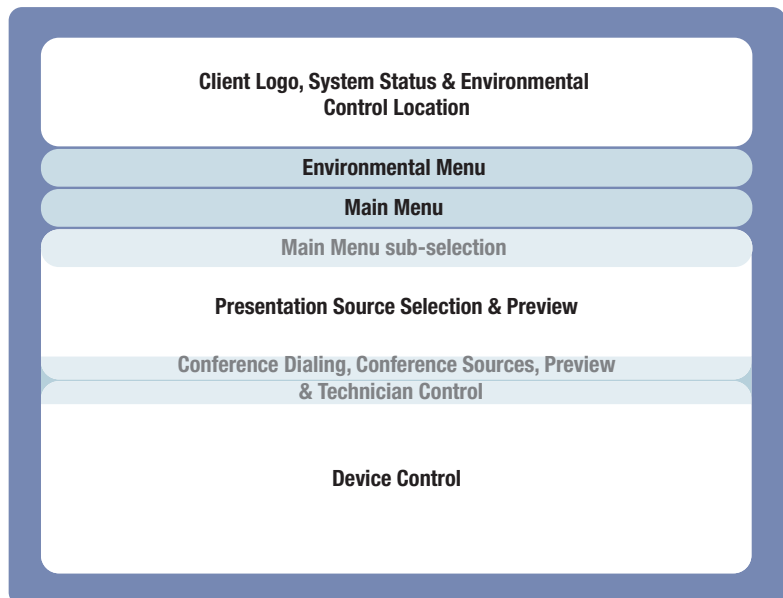 Client Logo, System Status & Environmental
Control Location
Environmental Menu
Main Menu
Main Menu sub-selection
Presentation Source Selection & Preview
Conference Dialing, Conference Sources, Preview
& Technician Control
Device Control